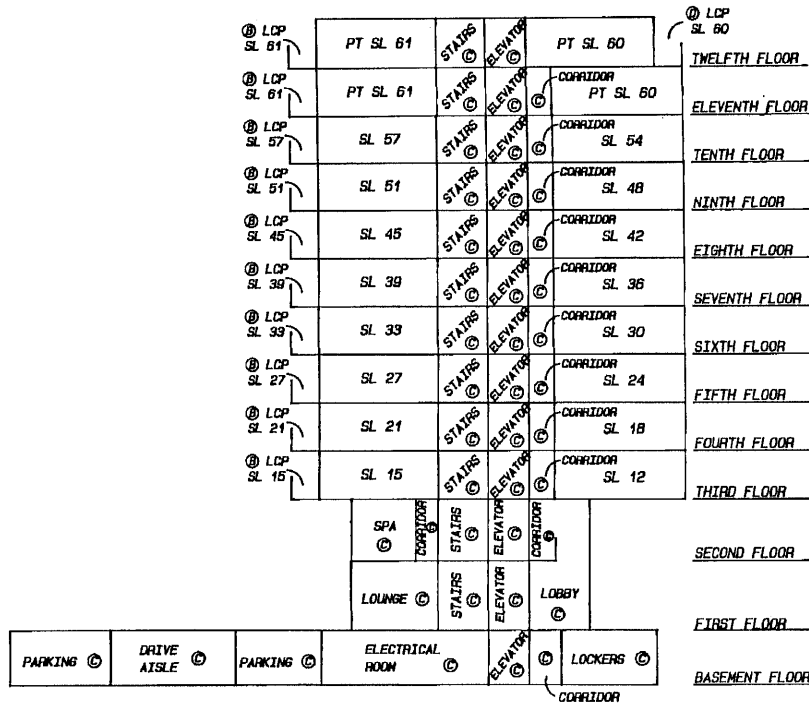 Ⓑ LCP
SL 61
PT SL 61
STAIRS Ⓒ
ELEVATOR Ⓒ
PT SL 60
Ⓓ LCP
SL 60
TWELFTH FLOOR
Ⓑ LCP
SL 61
PT SL 61
STAIRS Ⓒ
ELEVATOR Ⓒ
Ⓒ CORRIDOR
PT SL 60
ELEVENTH FLOOR
Ⓑ LCP
SL 57
SL 57
STAIRS Ⓒ
ELEVATOR Ⓒ
Ⓒ CORRIDOR
SL 54
TENTH FLOOR
Ⓑ LCP
SL 51
SL 51
STAIRS Ⓒ
ELEVATOR Ⓒ
Ⓒ CORRIDOR
SL 48
NINTH FLOOR
Ⓑ LCP
SL 45
SL 45
STAIRS Ⓒ
ELEVATOR Ⓒ
Ⓒ CORRIDOR
SL 42
EIGHTH FLOOR
Ⓑ LCP
SL 39
SL 39
STAIRS Ⓒ
ELEVATOR Ⓒ
Ⓒ CORRIDOR
SL 36
SEVENTH FLOOR
Ⓑ LCP
SL 33
SL 33
STAIRS Ⓒ
ELEVATOR Ⓒ
Ⓒ CORRIDOR
SL 30
SIXTH FLOOR
Ⓑ LCP
SL 27
SL 27
STAIRS Ⓒ
ELEVATOR Ⓒ
Ⓒ CORRIDOR
SL 24
FIFTH FLOOR
Ⓑ LCP
SL 21
SL 21
STAIRS Ⓒ
ELEVATOR Ⓒ
Ⓒ CORRIDOR
SL 18
FOURTH FLOOR
Ⓑ LCP
SL 15
SL 15
STAIRS Ⓒ
ELEVATOR Ⓒ
Ⓒ CORRIDOR
SL 12
THIRD FLOOR
SPA
Ⓒ
CORRIDOR Ⓒ
STAIRS Ⓒ
ELEVATOR Ⓒ
CORRIDOR Ⓒ
SECOND FLOOR
LOUNGE Ⓒ
STAIRS Ⓒ
ELEVATOR Ⓒ
LOBBY
Ⓒ
FIRST FLOOR
PARKING Ⓒ
DRIVE
AISLE Ⓒ
PARKING Ⓒ
ELECTRICAL
ROOM Ⓒ
ELEVATOR Ⓒ
Ⓒ
CORRIDOR
LOCKERS Ⓒ
BASEMENT FLOOR